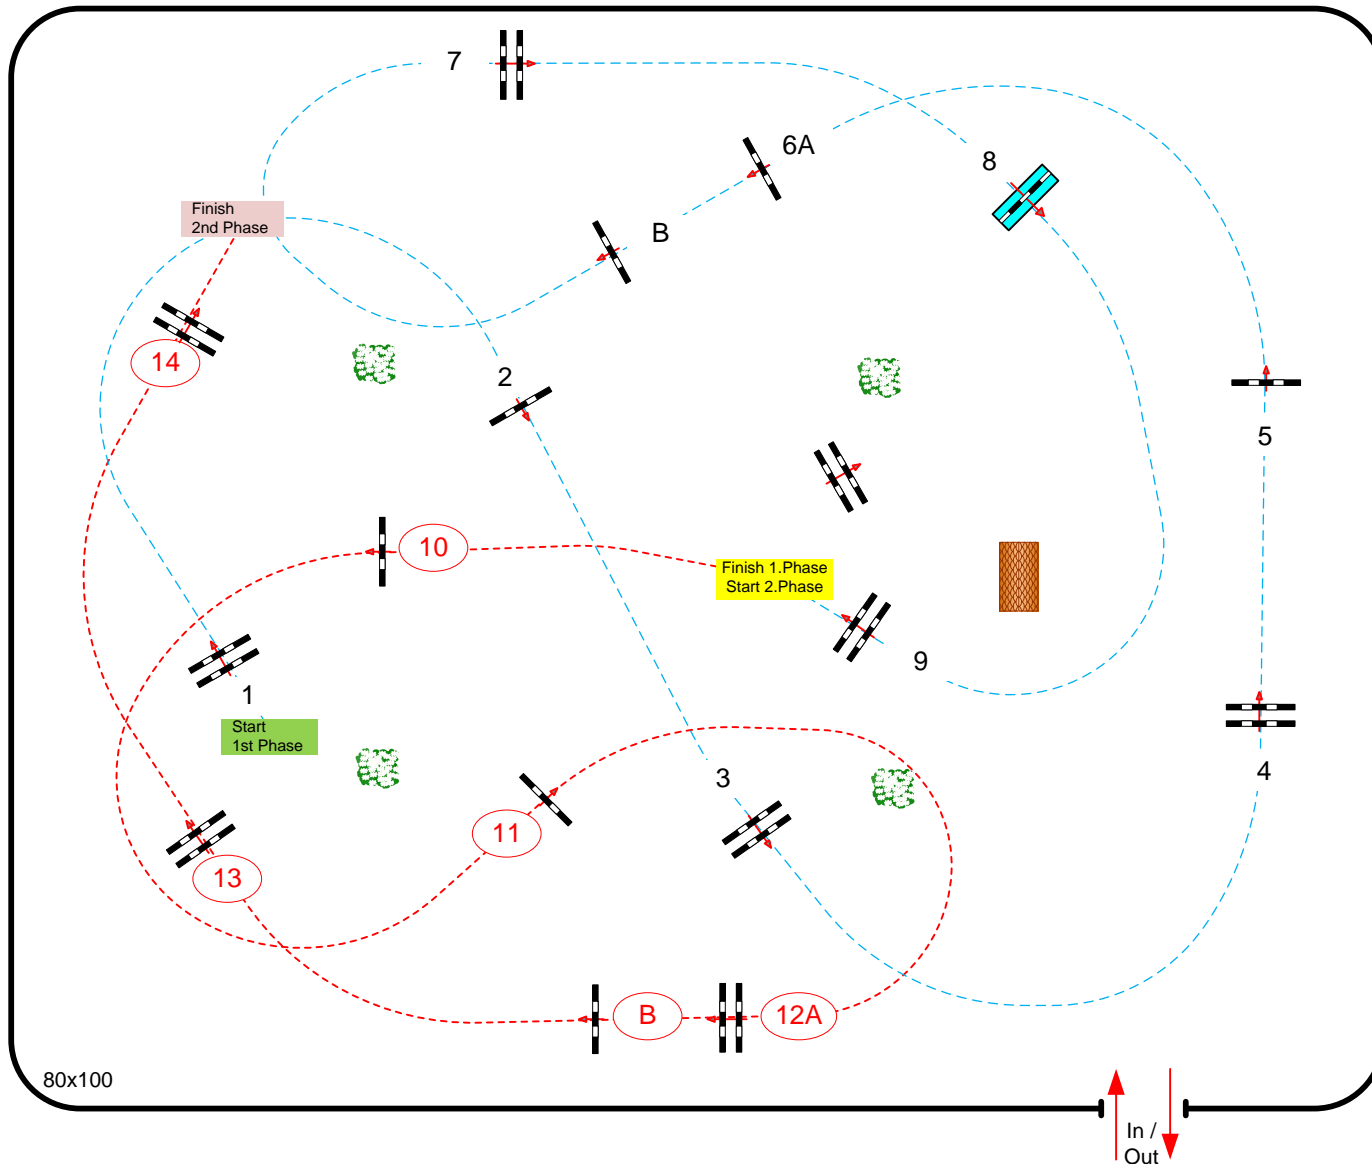 7
6A
8
B
Finish
2nd Phase
14
2
5
10
Finish 1.Phase
Start 2.Phase
9
1
Start
1st Phase
3
4
11
13
B
12A
80x100
In /
Out